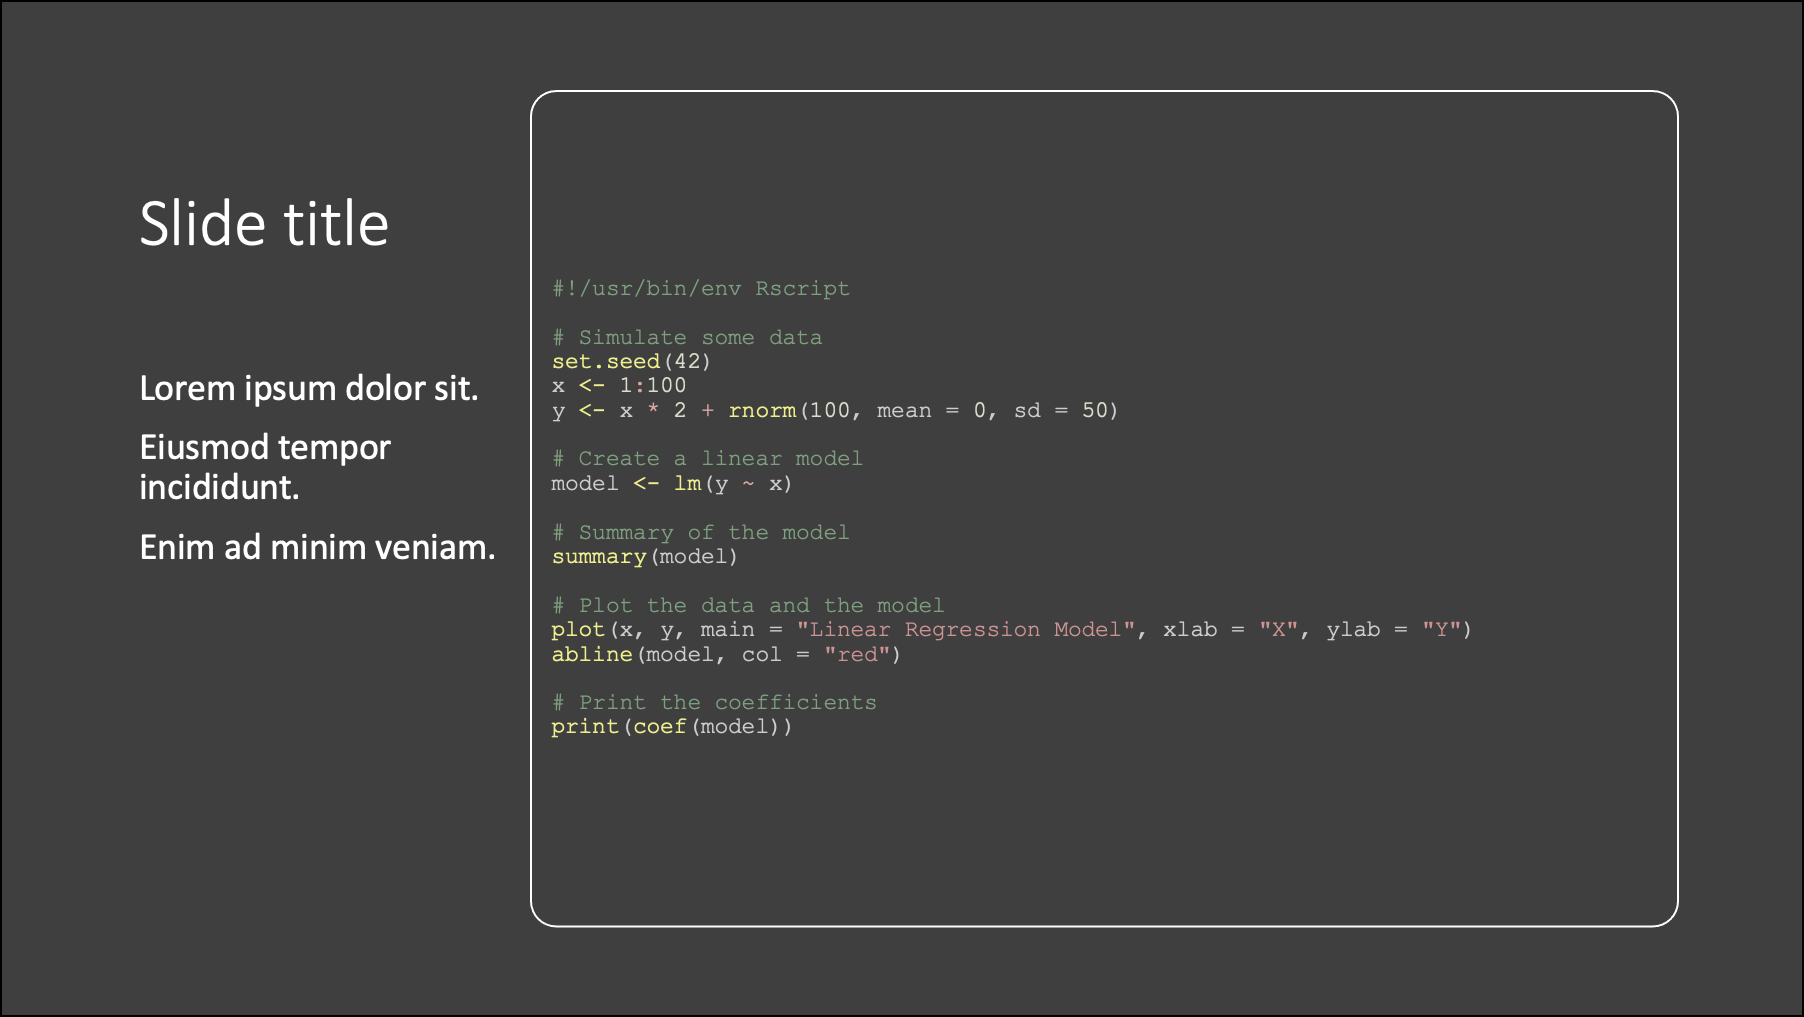 Slide title
Lorem ipsum dolor sit.
Eiusmod tempor
incididunt.
Enim ad minim veniam.
#!/usr/bin/env Rscript
# Simulate some data
set.seed(42)
x <- 1:100
y <- x * 2 + rnorm(100, mean = 0, sd = 50)
# Create a linear model
model <- lm(y ~ x)
# Summary of the model
summary(model)
# Plot the data and the model
plot(x, y, main = "Linear Regression Model", xlab = "X", ylab = "Y")
abline(model, col = "red")
# Print the coefficients
print(coef(model))